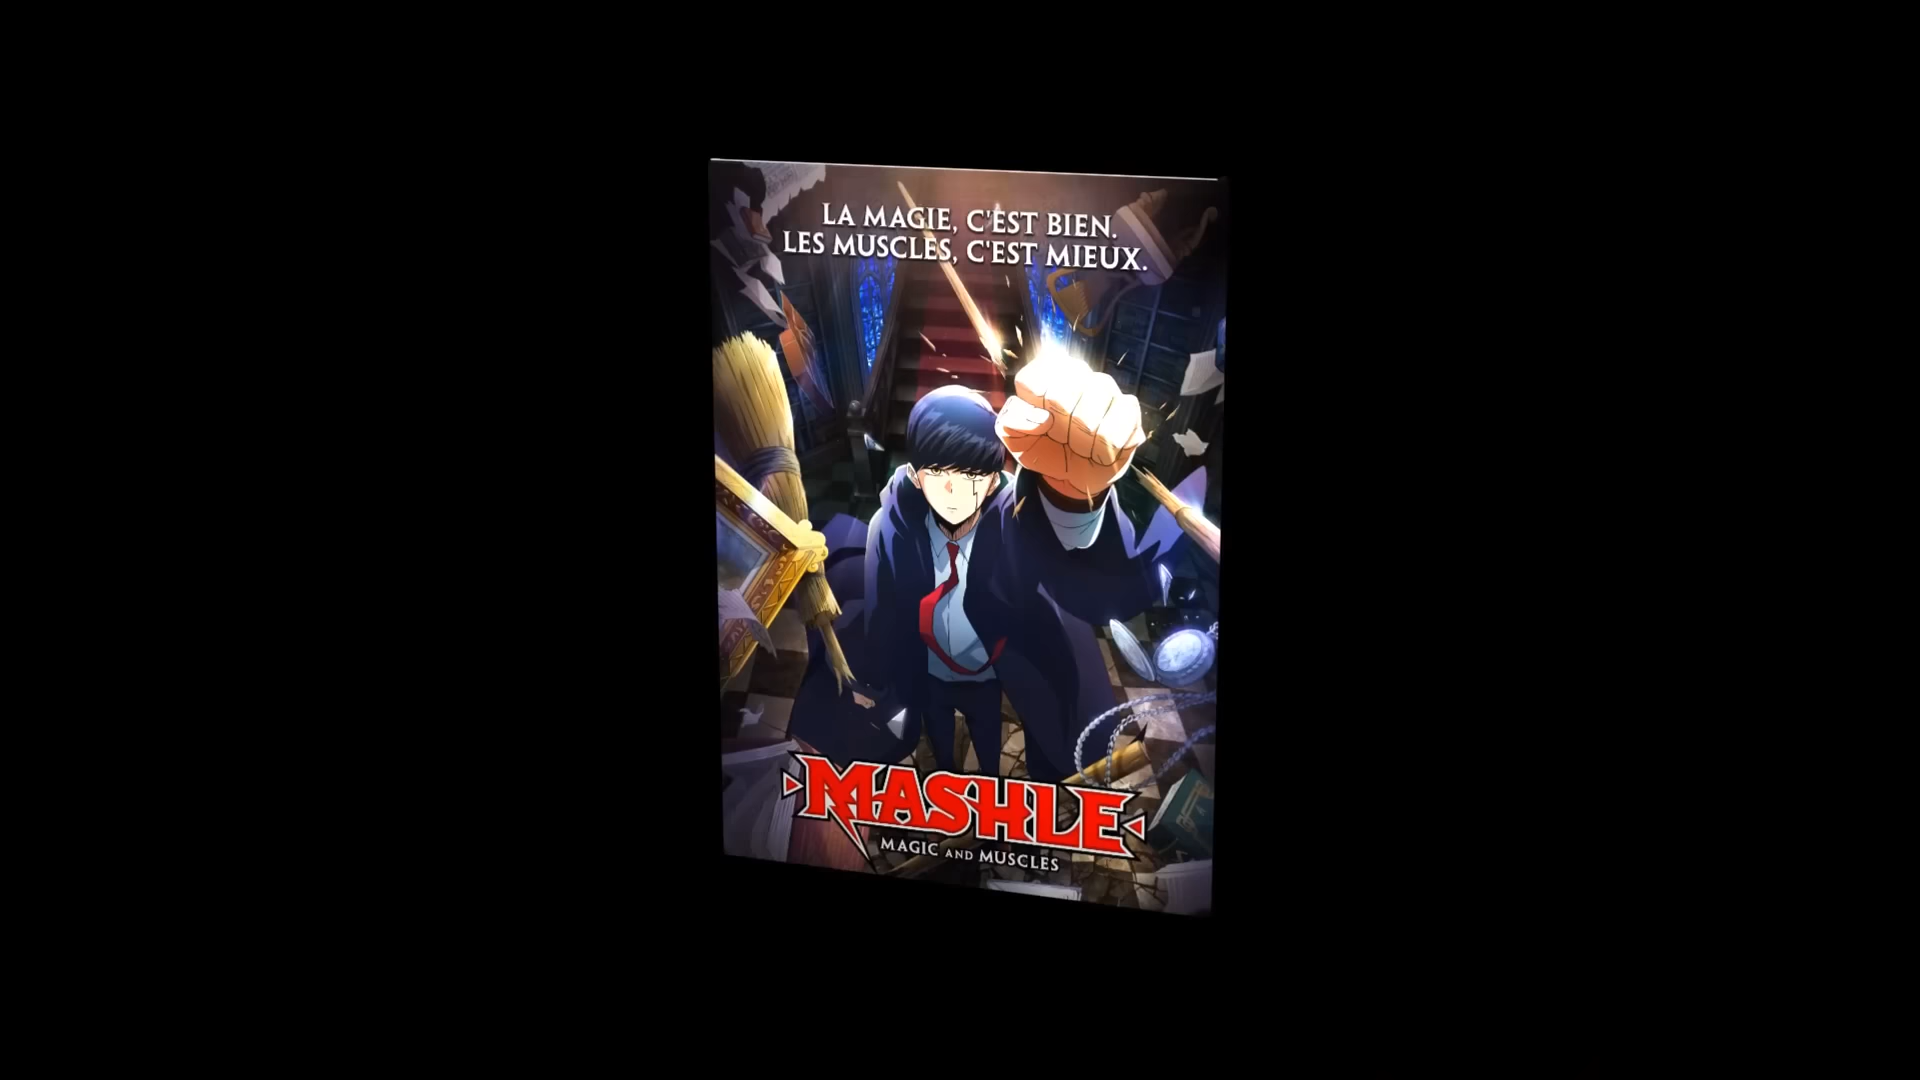 LA MAGIE, C'EST BIEN.
LES MUSCLES, C'EST MIEUX.
MASHLE
MAGIC AND MUSCLES